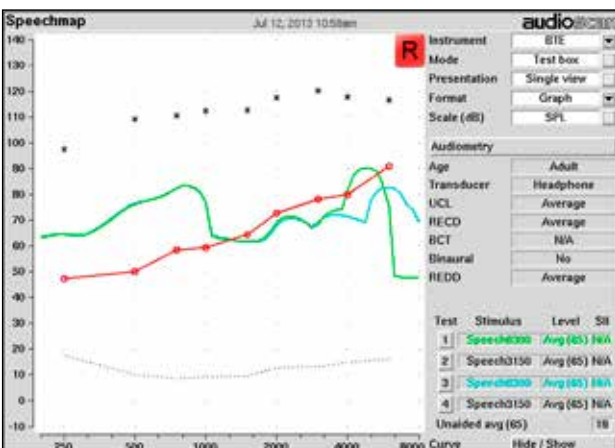 Speechmap Jul 12, 2013 10:58am audioscan
R
Instrument BTE
Mode Test box
Presentation Single view
Format Graph
Scale (dB) SPL
Audiometry
Age Adult
Transducer Headphone
UCL Average
RECD Average
BCT N/A
Binaural No
REDD Average
Test Stimulus Level SII
1 Speech6300 Avg (65) N/A
2 Speech3150 Avg (65) N/A
3 Speech6300 Avg (65) N/A
4 Speech3150 Avg (65) N/A
Unaided avg (65)
Curve Hide / Show
140
130
120
110
100
90
80
70
60
50
40
30
20
10
0
-10
250 500 1000 2000 4000 8000